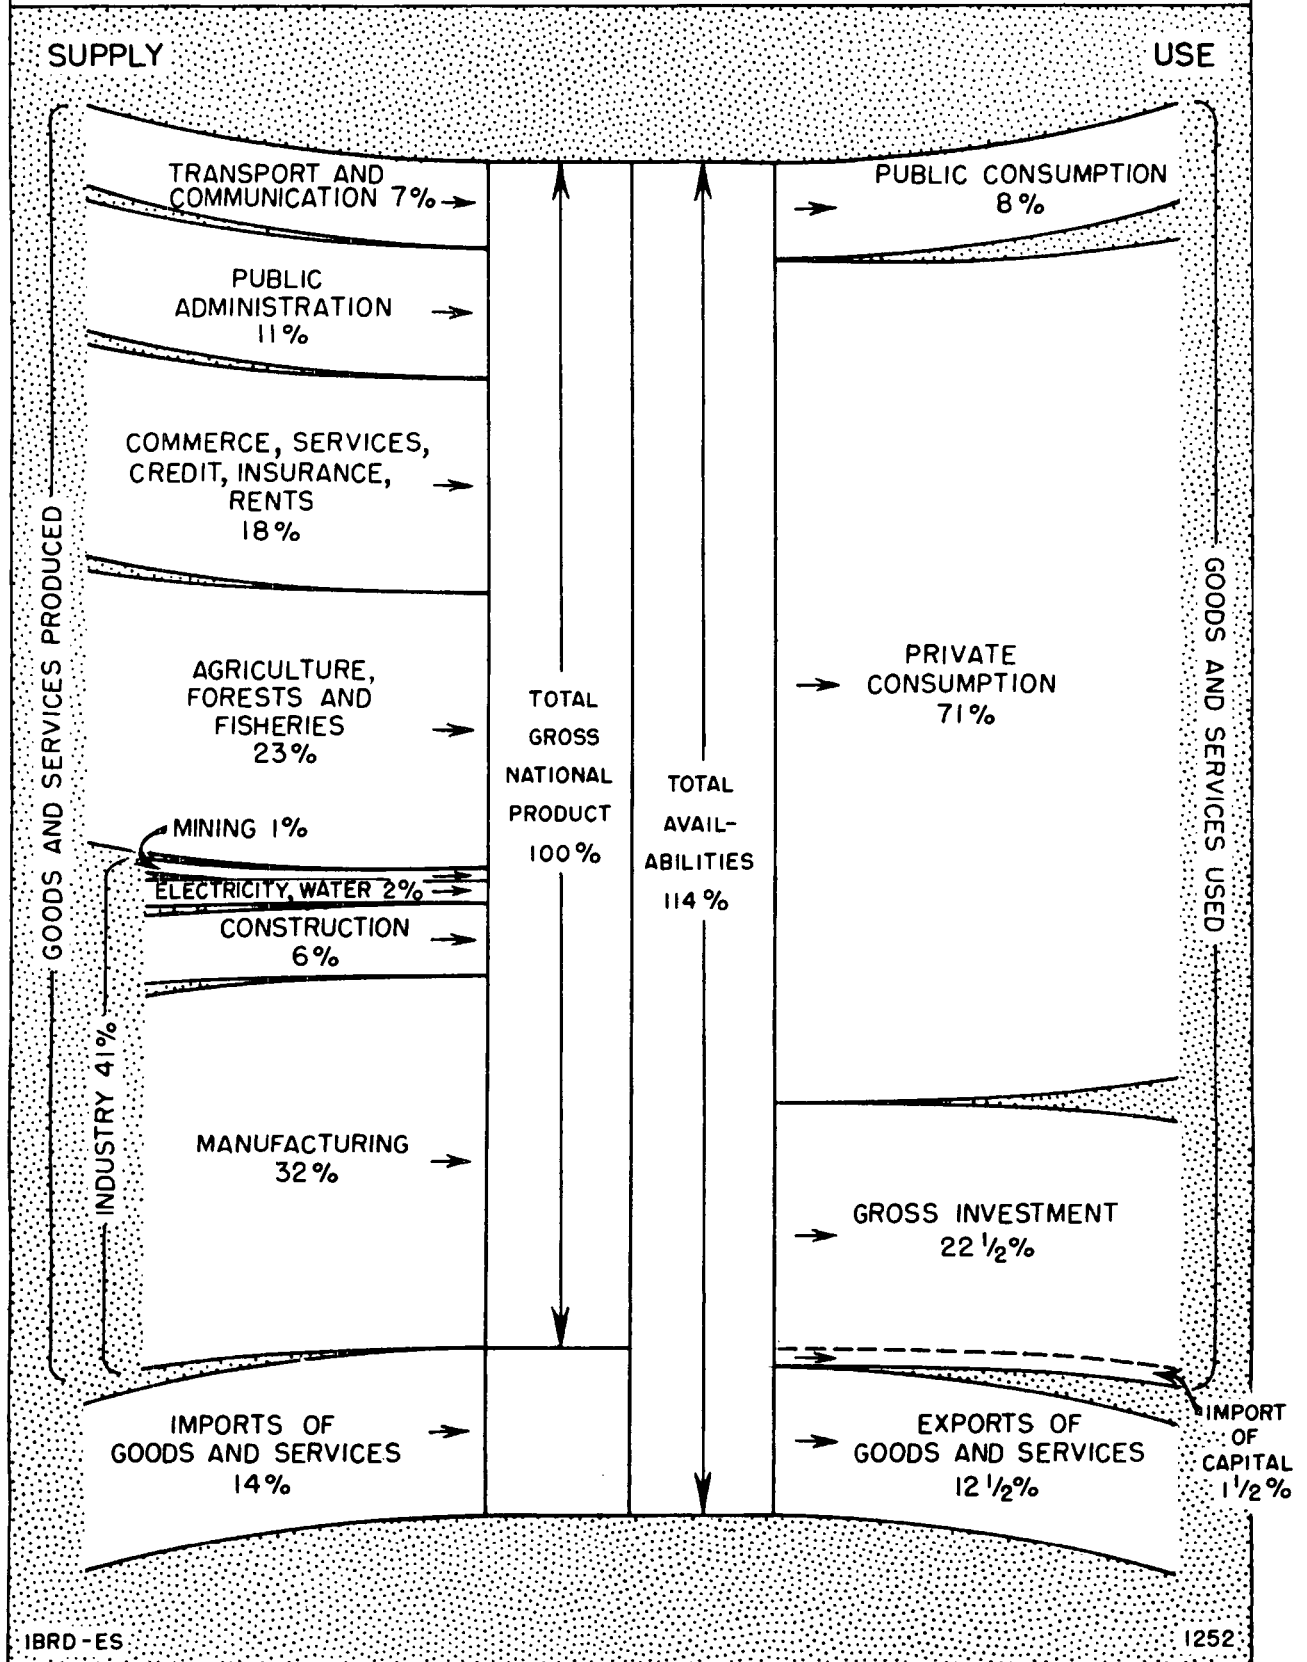 SUPPLY
USE
TRANSPORT AND
COMMUNICATION 7%
PUBLIC
ADMINISTRATION
11%
COMMERCE, SERVICES,
CREDIT, INSURANCE,
RENTS
18%
AGRICULTURE,
FORESTS AND
FISHERIES
23%
MINING 1%
ELECTRICITY, WATER 2%
CONSTRUCTION
6%
MANUFACTURING
32%
IMPORTS OF
GOODS AND SERVICES
14%
GOODS AND SERVICES PRODUCED
INDUSTRY 41%
TOTAL
GROSS
NATIONAL
PRODUCT
100%
TOTAL
AVAIL-
ABILITIES
114%
PUBLIC CONSUMPTION
8%
PRIVATE
CONSUMPTION
71%
GROSS INVESTMENT
22 1/2%
EXPORTS OF
GOODS AND SERVICES
12 1/2%
GOODS AND SERVICES USED
IMPORT
OF
CAPITAL
1 1/2%
IBRD-ES
1252